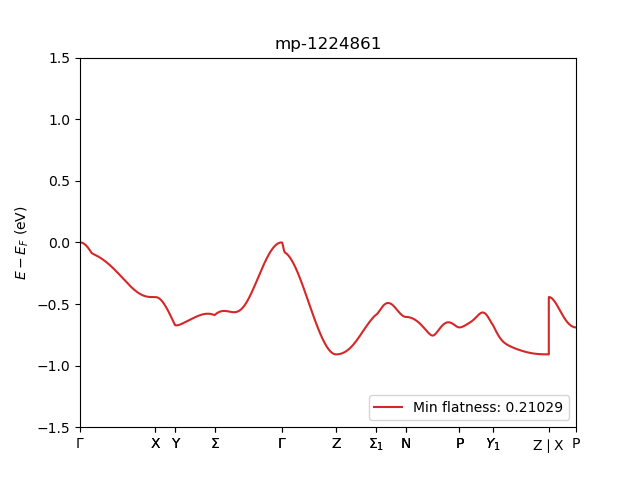 mp-1224861
E − E_F (eV)
1.5
1.0
0.5
0.0
−0.5
−1.0
−1.5
Min flatness: 0.21029
Γ X Y Σ Γ Z Σ₁ N P Y₁ Z | X P